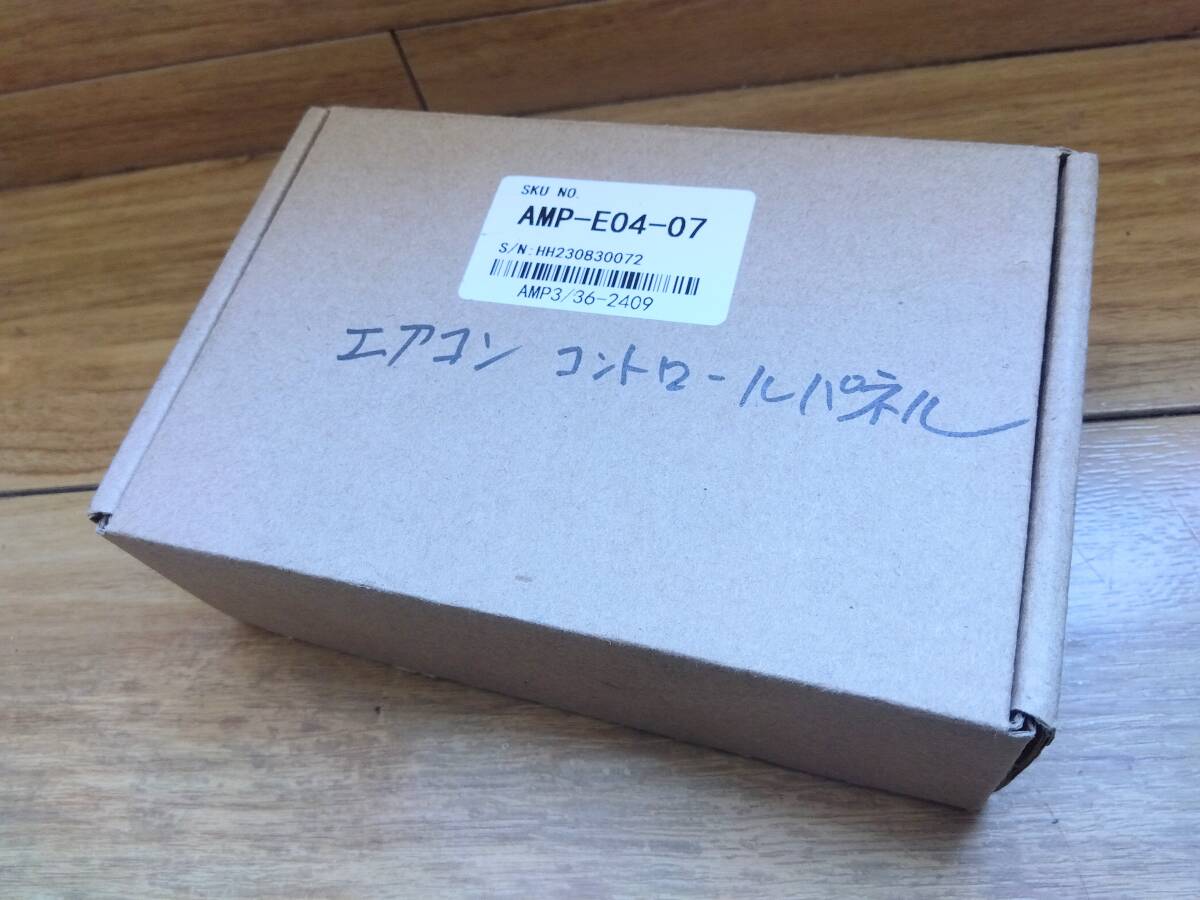 SKU NO.
AMP-E04-07
S/N:HH230830072
AMP3/36-2409
エアコン コントロールパネル